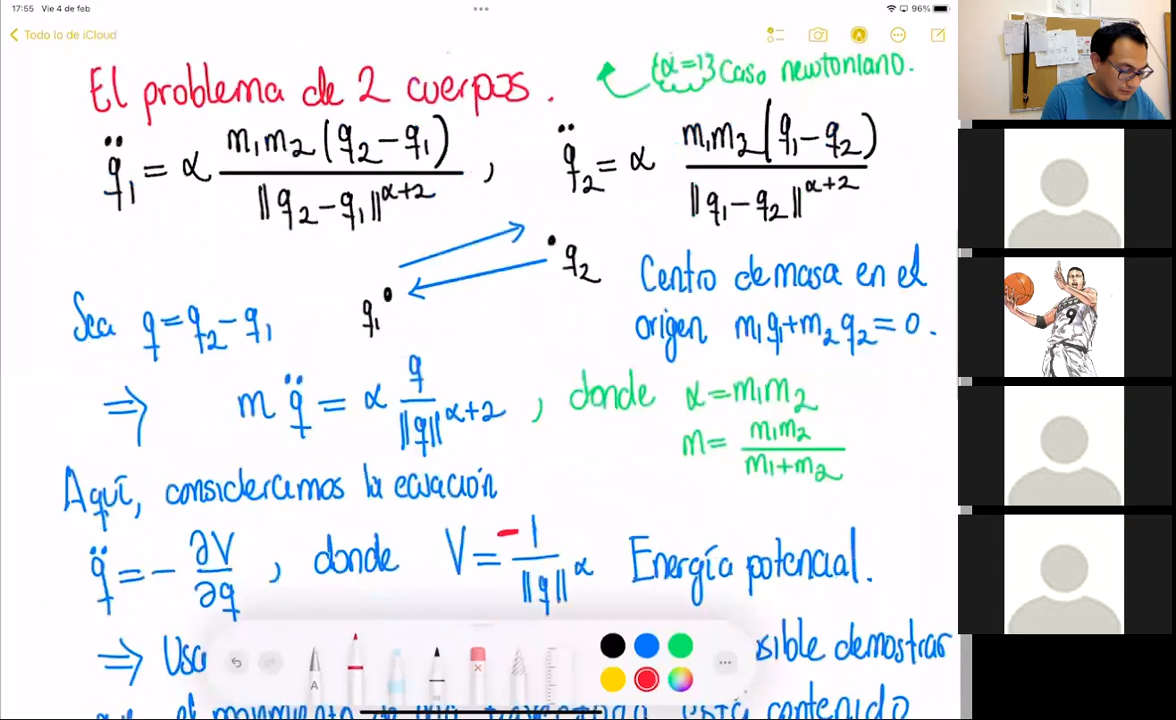 17:55 Vie 4 de feb
96%
Todo lo de iCloud
{α=1} Caso newtoniano.
El problema de 2 cuerpos.
q̈₁ = α m₁m₂(q₂−q₁) / ‖q₂−q₁‖^(α+2) , q̈₂ = α m₁m₂(q₁−q₂) / ‖q₁−q₂‖^(α+2)
q₂
q₁
Centro de masa en el
origen m₁q₁+m₂q₂=0.
Sea q=q₂−q₁
⇒ m q̈ = α q / ‖q‖^(α+2) , donde α=m₁m₂
m= m₁m₂ / m₁+m₂
Aquí, consideramos la ecuación
q̈ = − ∂V/∂q , donde V = −1/‖q‖^α Energía potencial.
⇒ Usa sible demostrar
está contenido
A
9